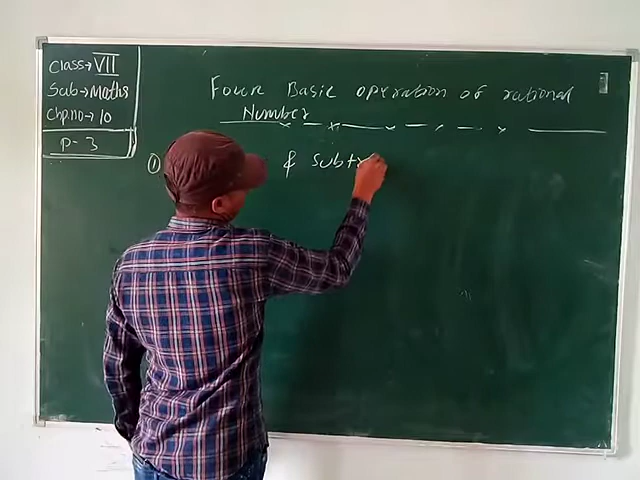 Class→VII
Sub→Maths
Chp.no→10
P-3
Four Basic operation of rational
Number
① & Subtr